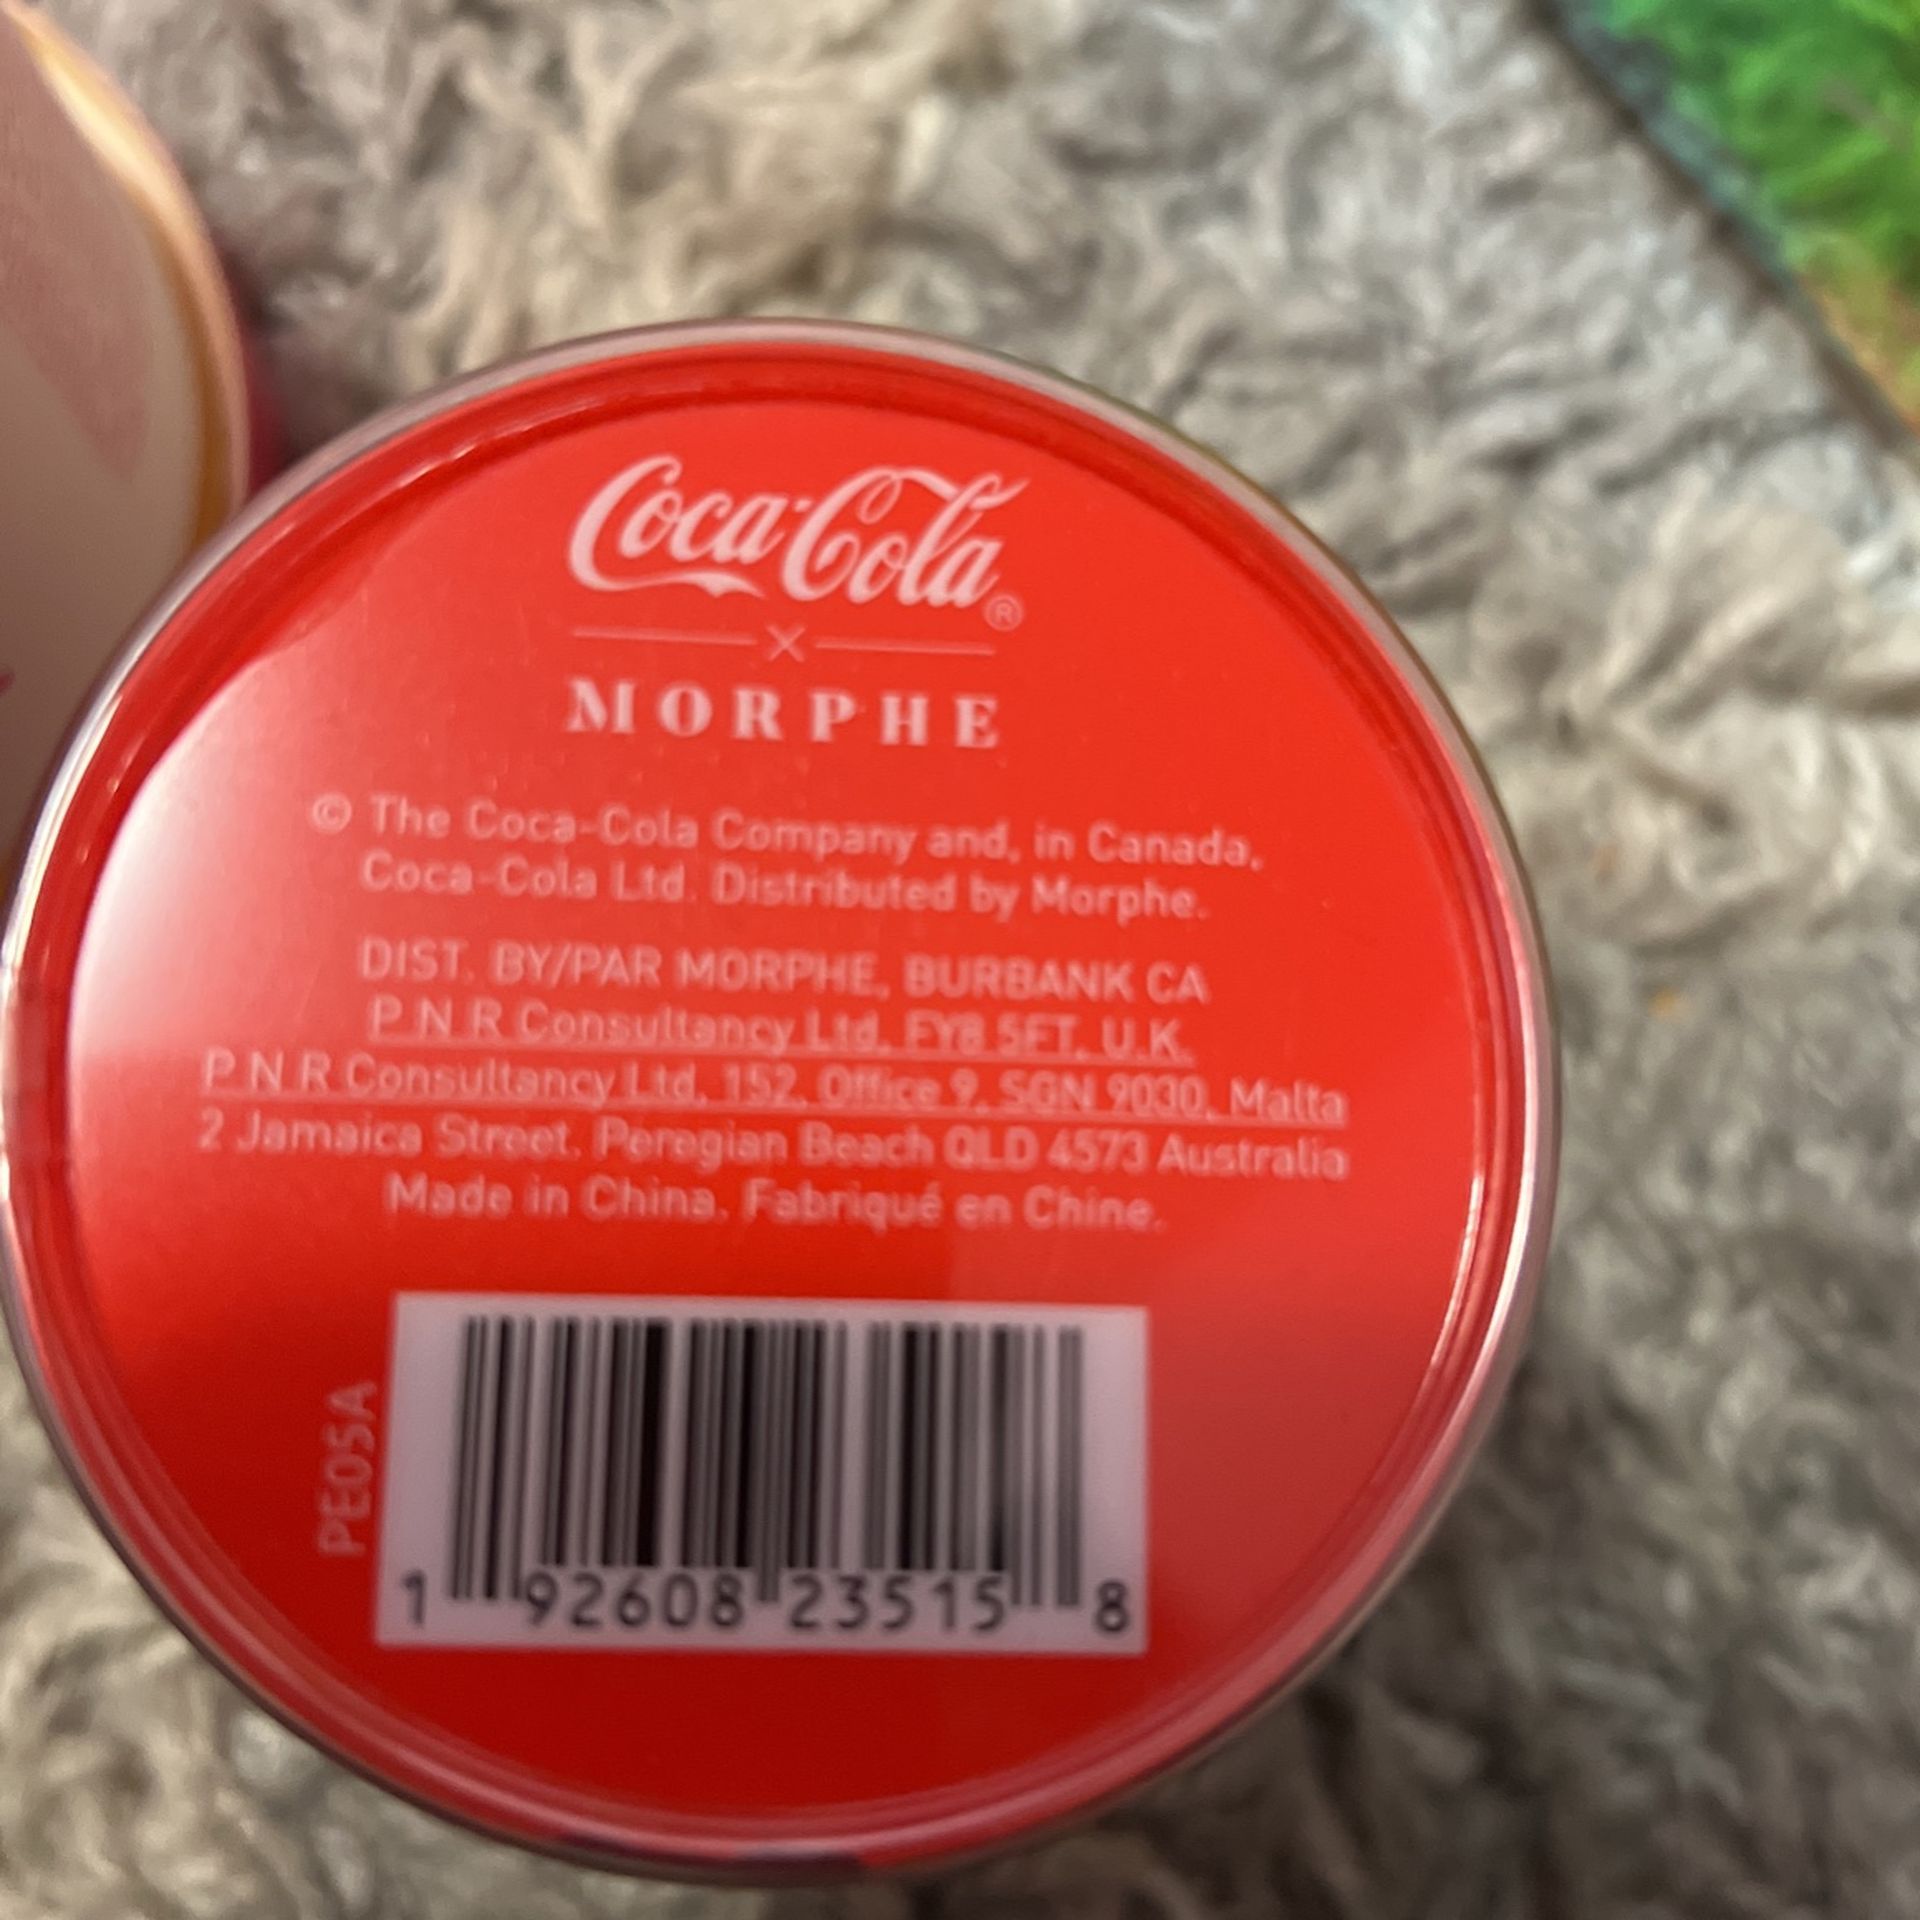 Coca-Cola®
X
MORPHE
© The Coca-Cola Company and, in Canada,
Coca-Cola Ltd. Distributed by Morphe.
DIST. BY/PAR MORPHE, BURBANK CA
P N R Consultancy Ltd, FY8 5FT, U.K.
P N R Consultancy Ltd, 152, Office 9, SGN 9030, Malta
2 Jamaica Street, Peregian Beach QLD 4573 Australia
Made in China. Fabriqué en Chine.
PE05A
1 92608 23515 8